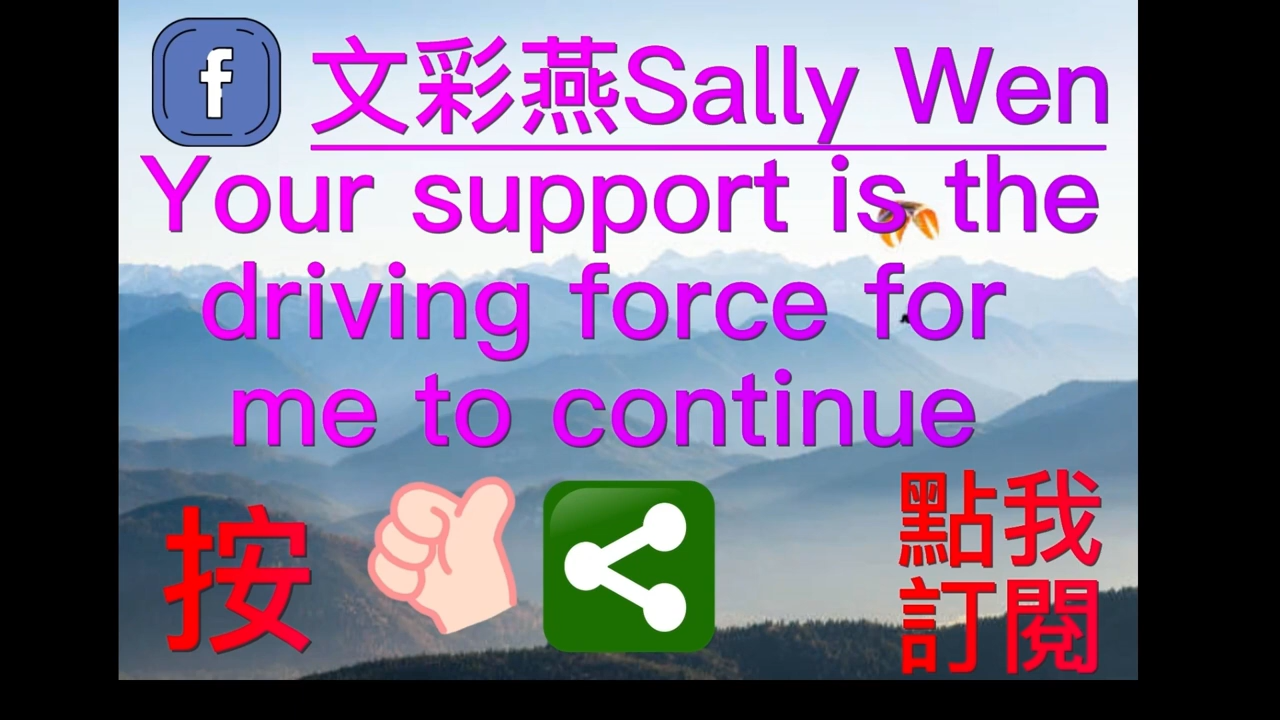 f 文彩燕Sally Wen
Your support is the
driving force for
me to continue
按
點我
訂閱